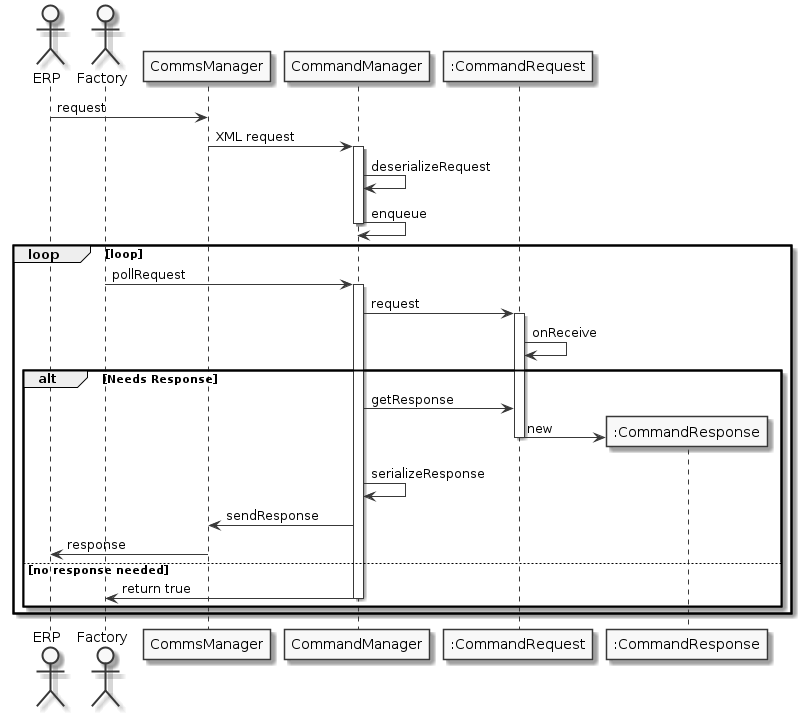 ERP
Factory
CommsManager
CommandManager
:CommandRequest
request
XML request
deserializeRequest
enqueue
loop [loop]
pollRequest
request
onReceive
alt [Needs Response]
getResponse
new
:CommandResponse
serializeResponse
sendResponse
response
[no response needed]
return true
ERP
Factory
CommsManager
CommandManager
:CommandRequest
:CommandResponse